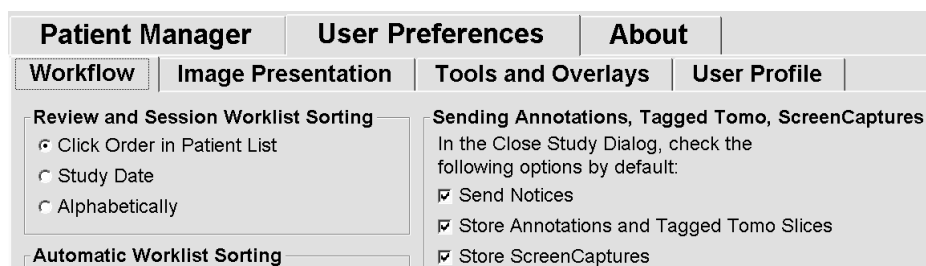 Patient Manager User Preferences About
Workflow Image Presentation Tools and Overlays User Profile
Review and Session Worklist Sorting
Click Order in Patient List
Study Date
Alphabetically
Automatic Worklist Sorting
Sending Annotations, Tagged Tomo, ScreenCaptures
In the Close Study Dialog, check the
following options by default:
Send Notices
Store Annotations and Tagged Tomo Slices
Store ScreenCaptures